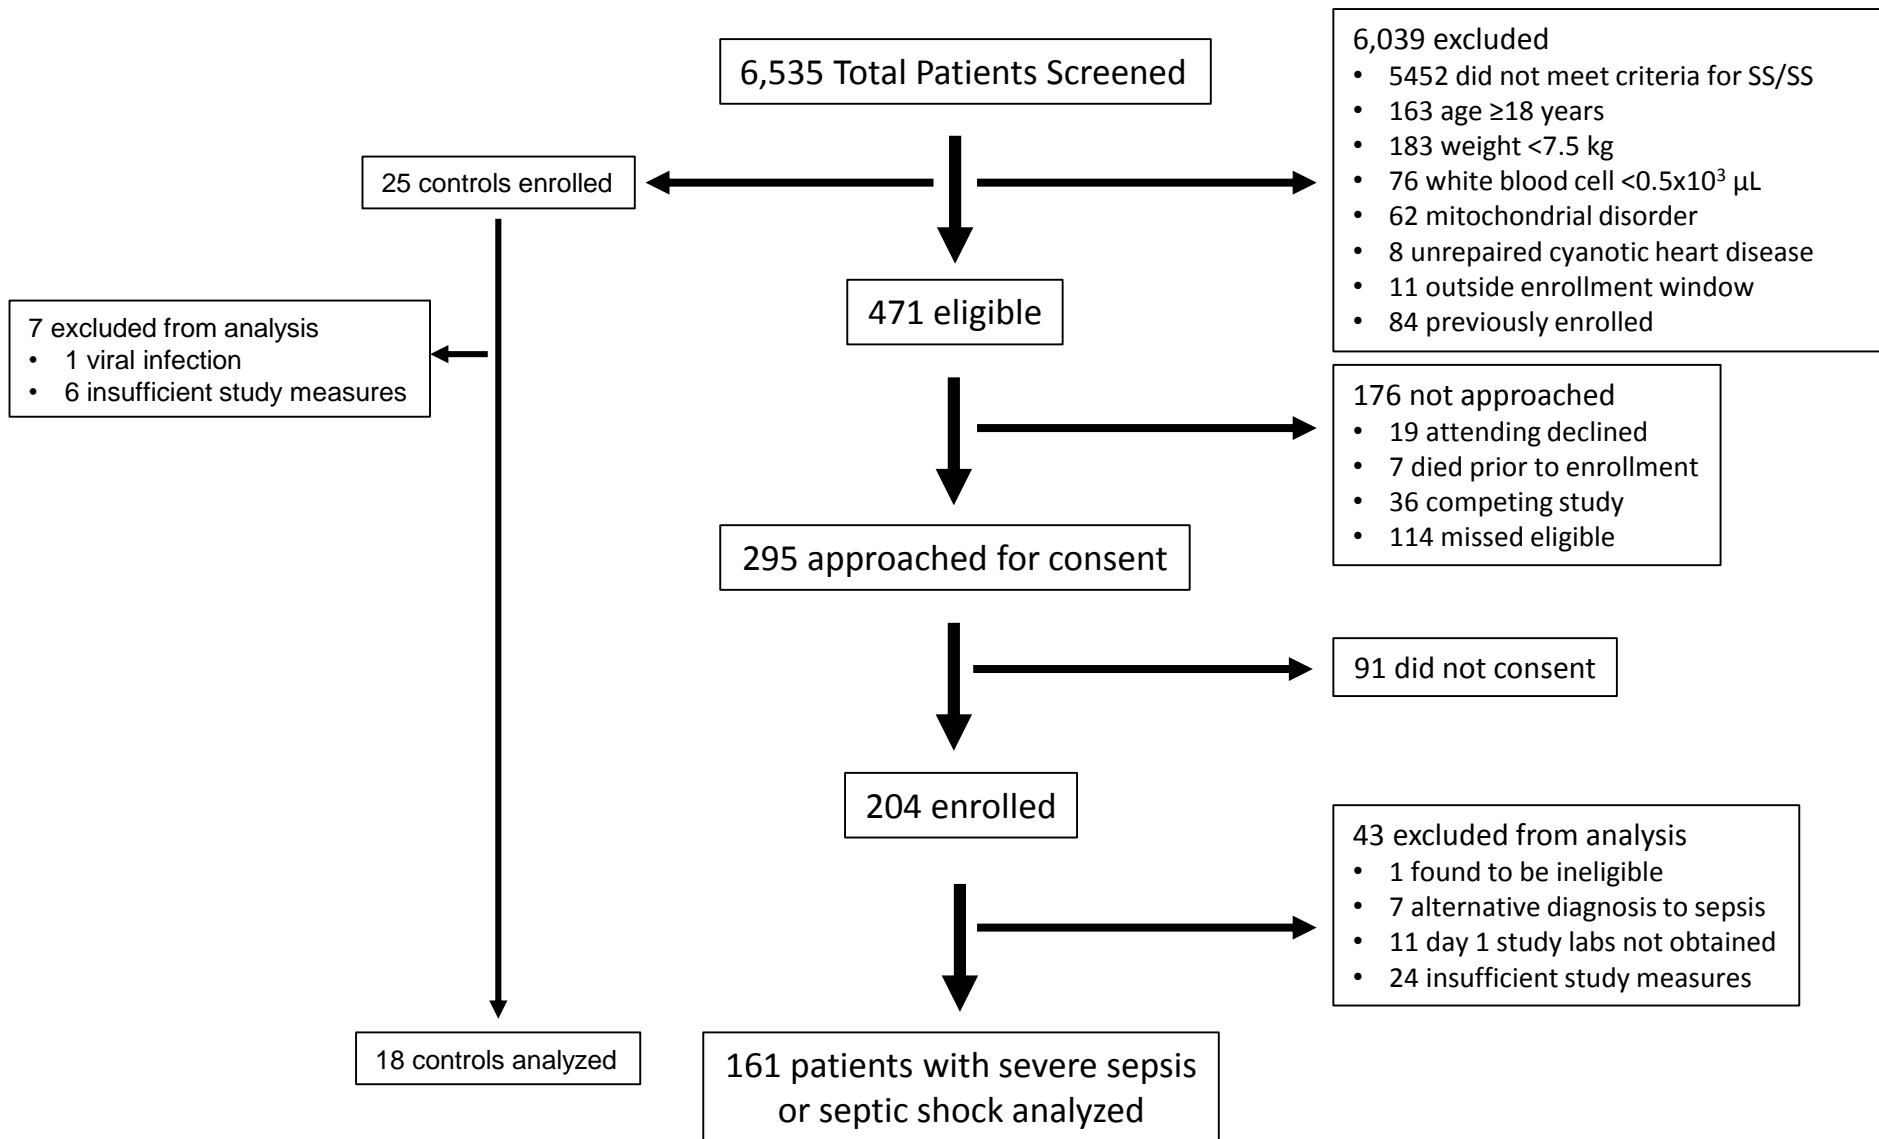 6,535 Total Patients Screened
6,039 excluded
• 5452 did not meet criteria for SS/SS
• 163 age ≥18 years
• 183 weight <7.5 kg
• 76 white blood cell <0.5x10³ µL
• 62 mitochondrial disorder
• 8 unrepaired cyanotic heart disease
• 11 outside enrollment window
• 84 previously enrolled
25 controls enrolled
471 eligible
7 excluded from analysis
• 1 viral infection
• 6 insufficient study measures
176 not approached
• 19 attending declined
• 7 died prior to enrollment
• 36 competing study
• 114 missed eligible
295 approached for consent
91 did not consent
204 enrolled
43 excluded from analysis
• 1 found to be ineligible
• 7 alternative diagnosis to sepsis
• 11 day 1 study labs not obtained
• 24 insufficient study measures
18 controls analyzed
161 patients with severe sepsis
or septic shock analyzed